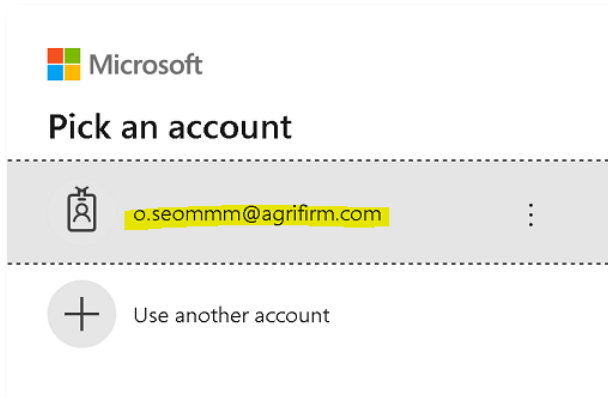 Microsoft
Pick an account
o.seommm@agrifirm.com
Use another account